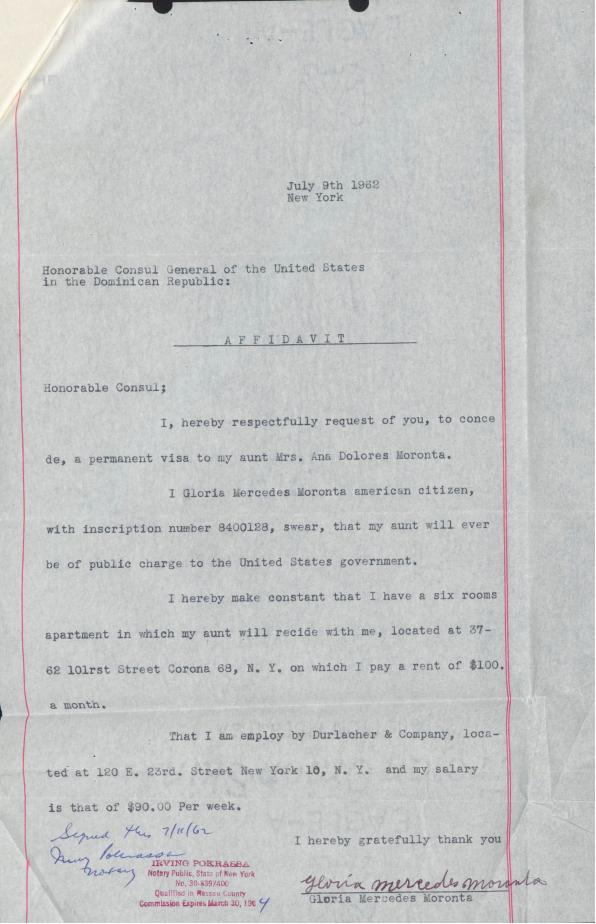 July 9th 1962
New York
Honorable Consul General of the United States
in the Dominican Republic:
A F F I D A V I T
Honorable Consul;
I, hereby respectfully request of you, to conce
de, a permanent visa to my aunt Mrs. Ana Dolores Moronta.
I Gloria Mercedes Moronta american citizen,
with inscription number 8400128, swear, that my aunt will ever
be of public charge to the United States government.
I hereby make constant that I have a six rooms
apartment in which my aunt will recide with me, located at 37-
62 101rst Street Corona 68, N. Y. on which I pay a rent of $100.
a month.
That I am employ by Durlacher & Company, loca-
ted at 120 E. 23rd. Street New York 10, N. Y. and my salary
is that of $90.00 Per week.
Signed this 7/11/62
I hereby gratefully thank you
Notary
IRVING POKRASSA
Notary Public, State of New York
No. 30-8397400
Qualified in Nassau County
Commission Expires March 30, 1964
Gloria Mercedes Moronta
Gloria Mercedes Moronta